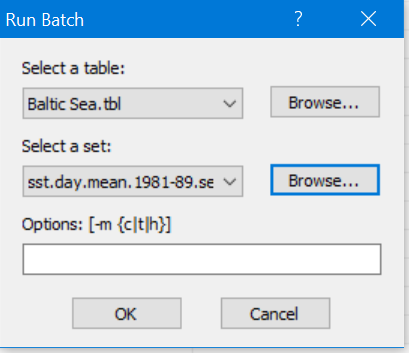 Run Batch
Select a table:
Baltic Sea.tbl
Browse...
Select a set:
sst.day.mean.1981-89.se
Browse...
Options: [-m {c|t|h}]
OK
Cancel